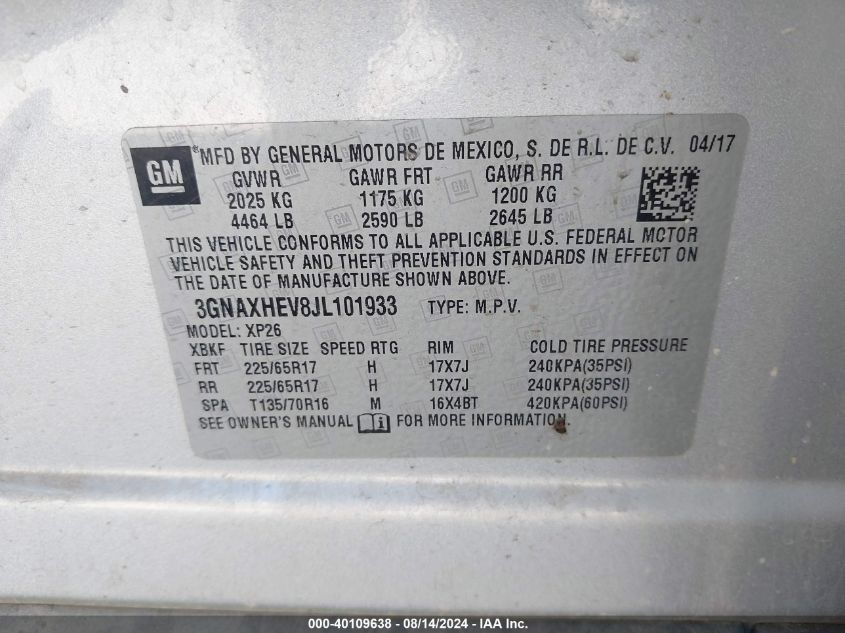 GM
*MFD BY GENERAL MOTORS DE MEXICO, S. DE R.L. DE C.V. 04/17
GVWR GAWR FRT GAWR RR
2025 KG 1175 KG 1200 KG
4464 LB 2590 LB 2645 LB
THIS VEHICLE CONFORMS TO ALL APPLICABLE U.S. FEDERAL MOTOR
VEHICLE SAFETY AND THEFT PREVENTION STANDARDS IN EFFECT ON
THE DATE OF MANUFACTURE SHOWN ABOVE.
3GNAXHEV8JL101933 TYPE: M.P.V.
MODEL: XP26
XBKF TIRE SIZE SPEED RTG RIM COLD TIRE PRESSURE
FRT 225/65R17 H 17X7J 240KPA(35PSI)
RR 225/65R17 H 17X7J 240KPA(35PSI)
SPA T135/70R16 M 16X4BT 420KPA(60PSI)
SEE OWNER'S MANUAL FOR MORE INFORMATION.
000-40109638 - 08/14/2024 - IAA Inc.